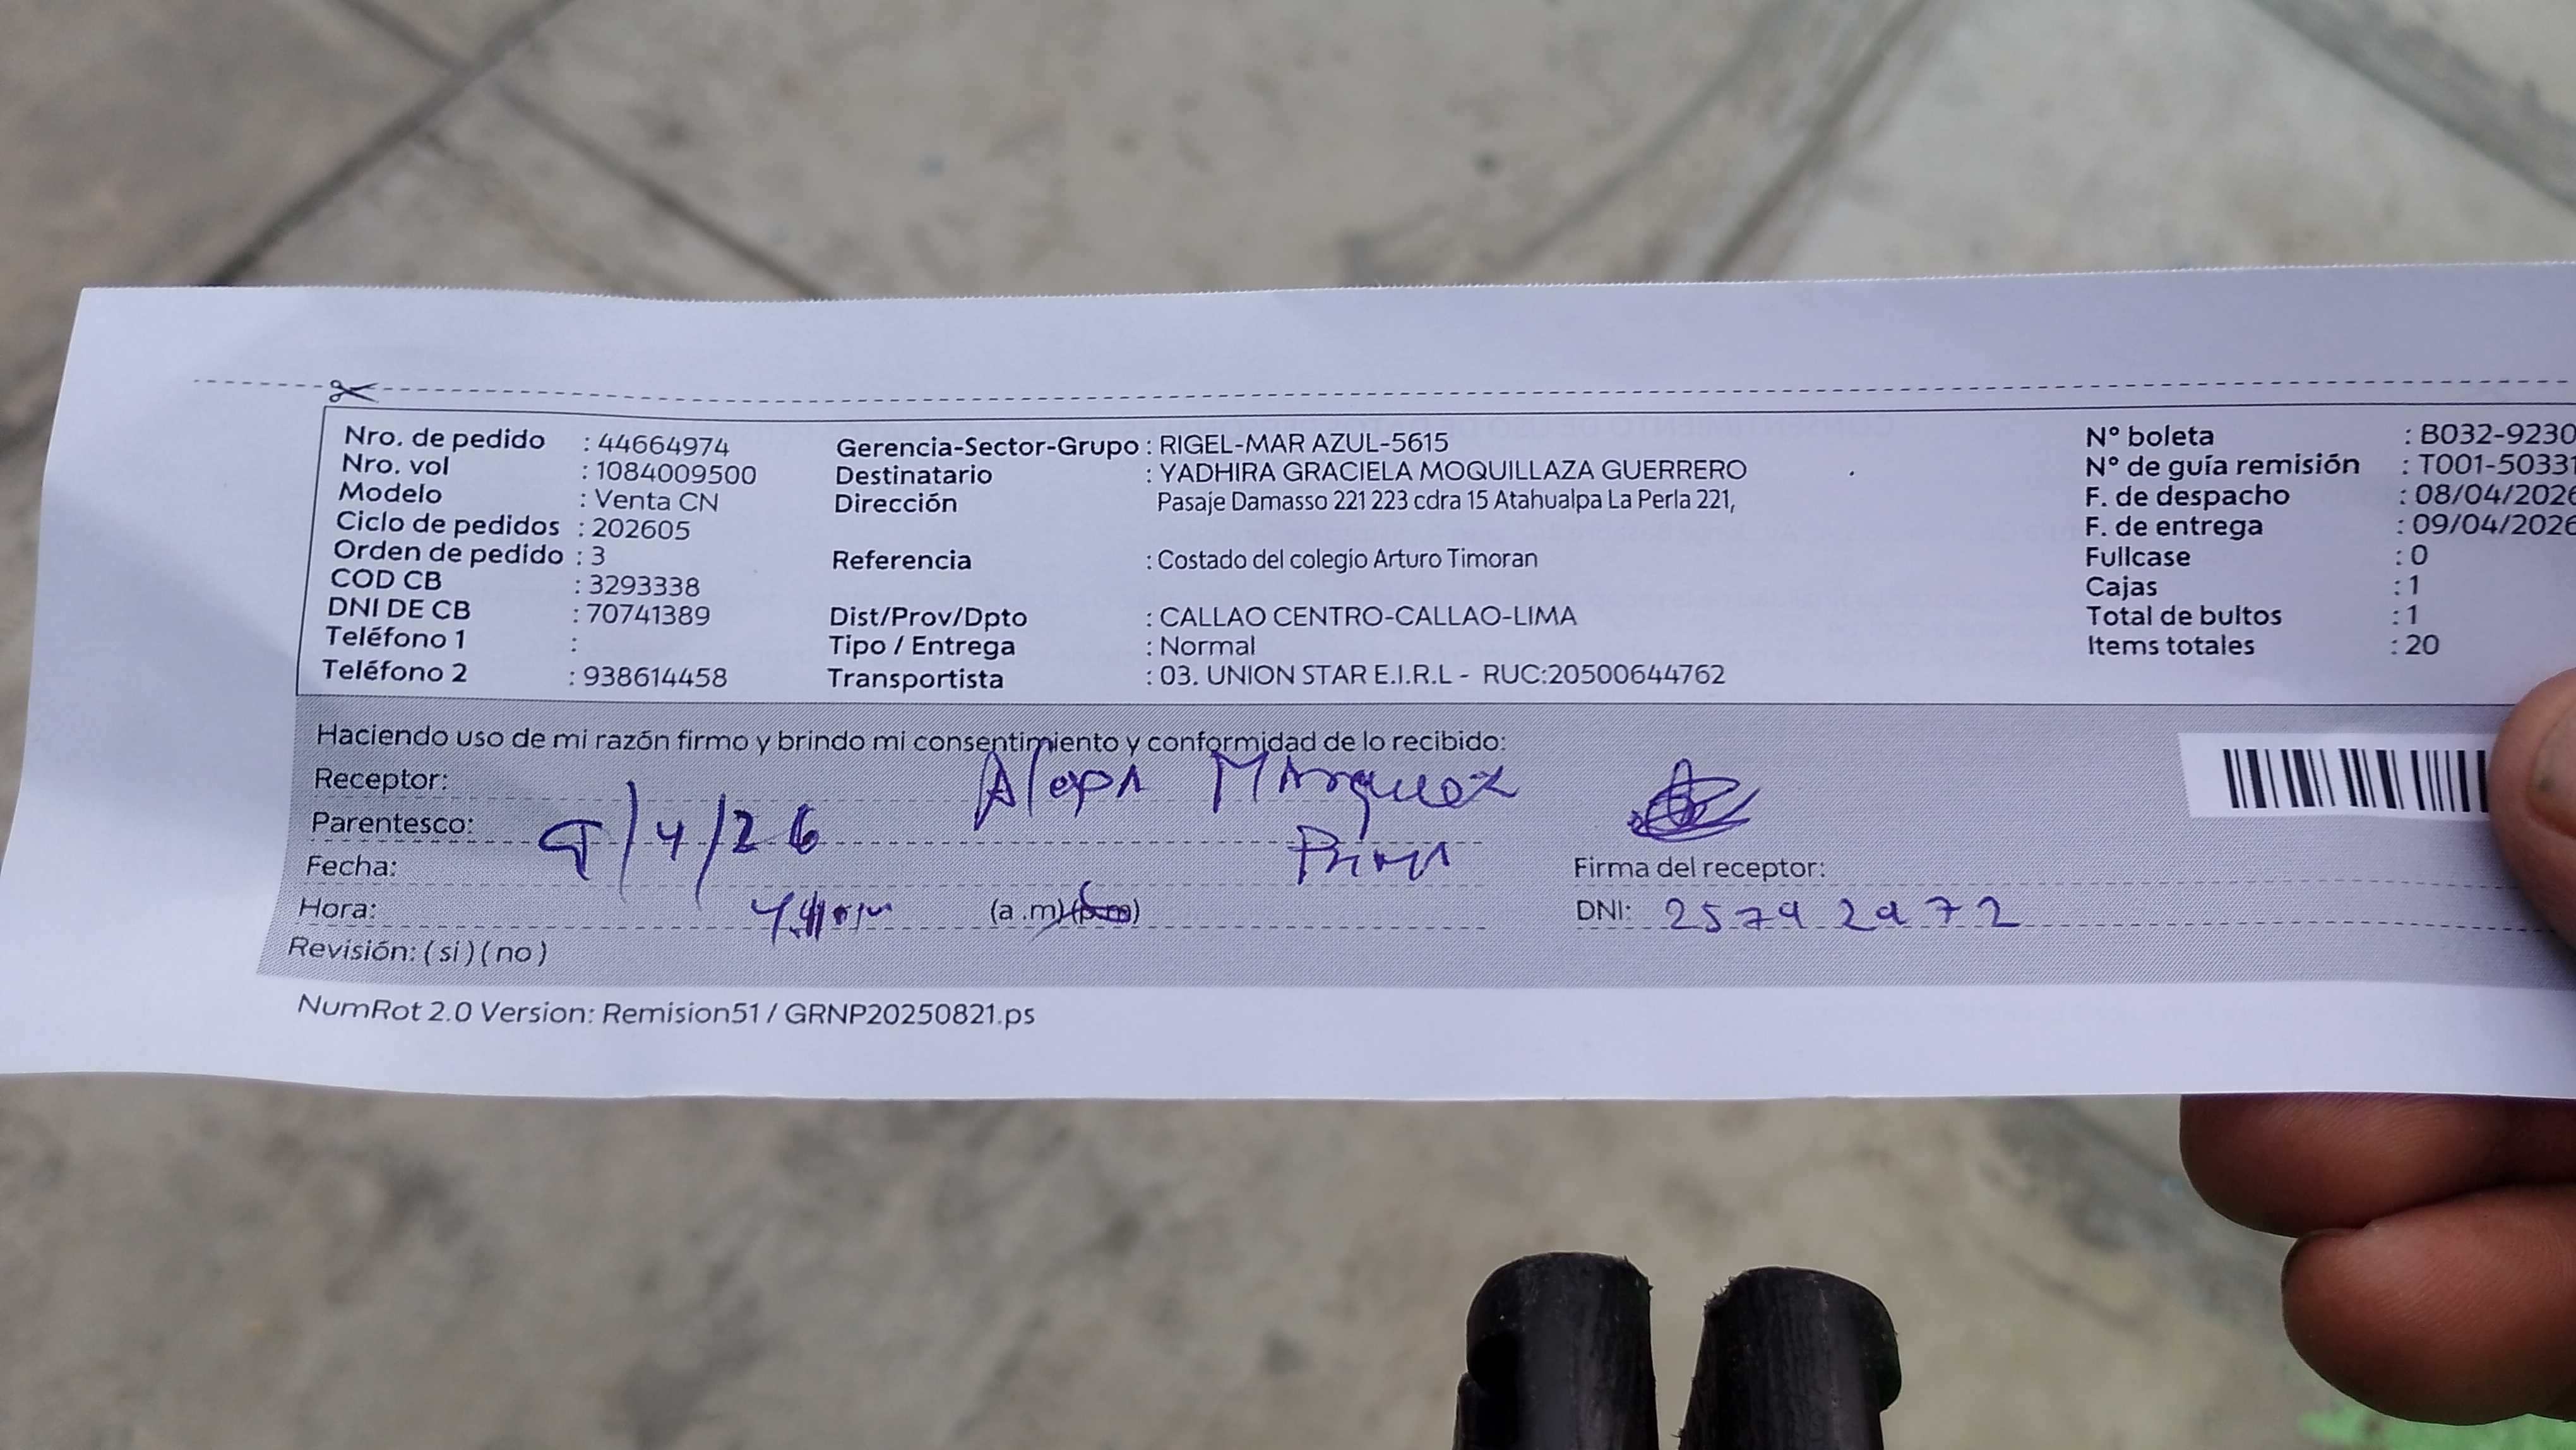 Nro. de pedido : 44664974
Nro. vol : 1084009500
Modelo : Venta CN
Ciclo de pedidos : 202605
Orden de pedido : 3
COD CB : 3293338
DNI DE CB : 70741389
Teléfono 1 :
Teléfono 2 : 938614458
Gerencia-Sector-Grupo : RIGEL-MAR AZUL-5615
Destinatario : YADHIRA GRACIELA MOQUILLAZA GUERRERO
Dirección Pasaje Damasso 221 223 cdra 15 Atahualpa La Perla 221,
Referencia : Costado del colegio Arturo Timoran
Dist/Prov/Dpto : CALLAO CENTRO-CALLAO-LIMA
Tipo / Entrega : Normal
Transportista : 03. UNION STAR E.I.R.L - RUC:20500644762
Nº boleta : B032-9230
Nº de guía remisión : T001-50331
F. de despacho : 08/04/2026
F. de entrega : 09/04/2026
Fullcase : 0
Cajas : 1
Total de bultos : 1
Items totales : 20
Haciendo uso de mi razón firmo y brindo mi consentimiento y conformidad de lo recibido:
Receptor: Márquez
Parentesco:
Fecha: 9/4/26
Hora: (a .m) (p.m)
Revisión: ( si ) ( no )
Firma del receptor:
DNI: 25792972
NumRot 2.0 Version: Remision51 / GRNP20250821.ps